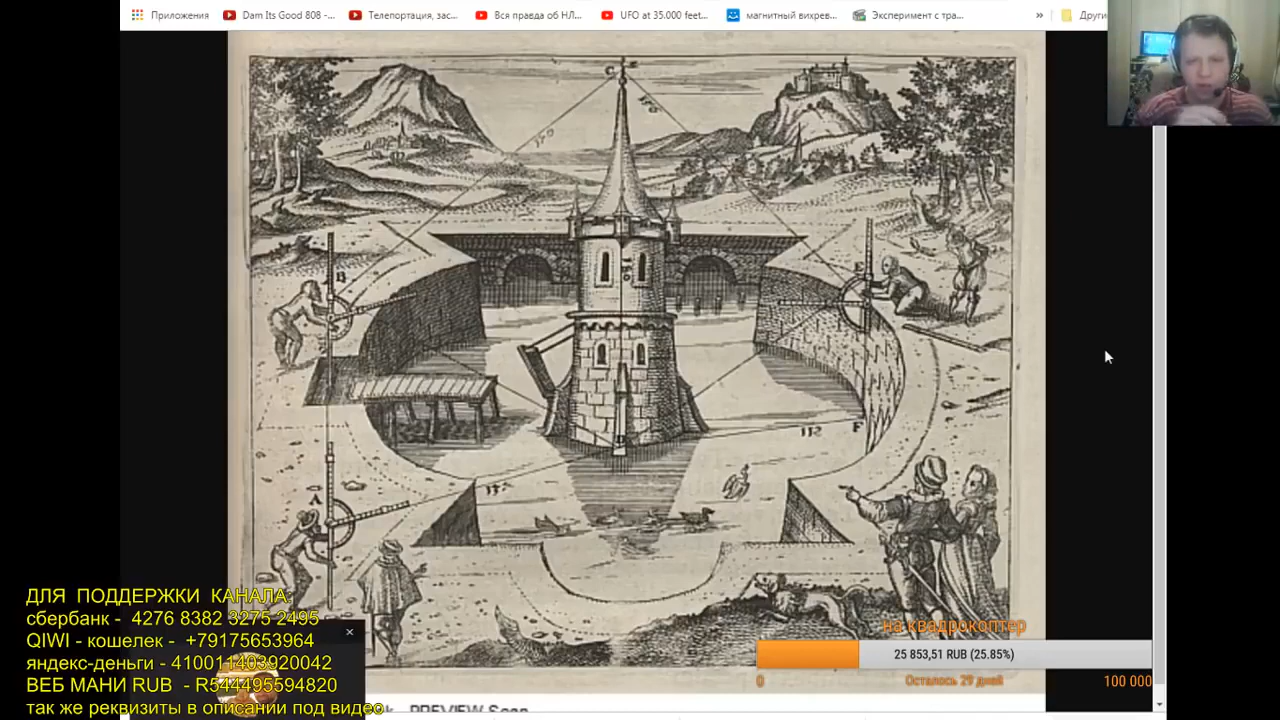 Приложения
Dam Its Good 808 -...
Телепортация, зас...
Вся правда об НЛ...
UFO at 35.000 feet...
магнитный вихрев...
Эксперимент с тра...
»
Други
C
B
E
F
A
ДЛЯ ПОДДЕРЖКИ КАНАЛА
сбербанк - 4276 8382 3275 2495
QIWI - кошелек - +79175653964
яндекс-деньги - 410011403920042
ВЕБ МАНИ RUB - R544495594820
так же реквизиты в описании под видео
на квадрокоптер
25 853,51 RUB (25.85%)
0
Осталось 29 дней
100 000